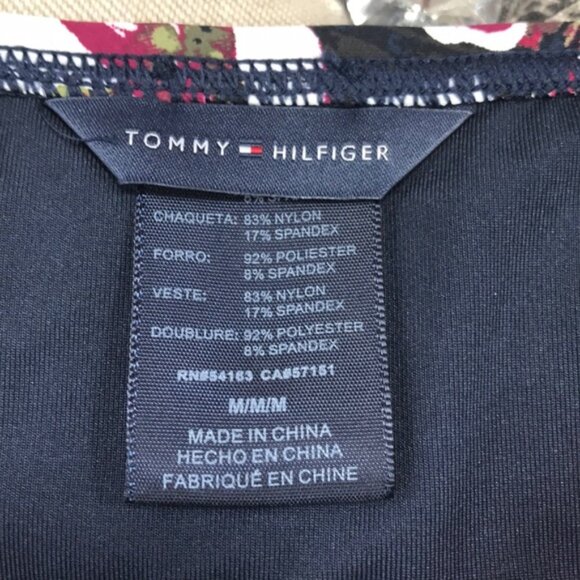 TOMMY HILFIGER
CHAQUETA: 83% NYLON
17% SPANDEX
FORRO: 92% POLIESTER
8% SPANDEX
VESTE: 83% NYLON
17% SPANDEX
DOUBLURE: 92% POLYESTER
8% SPANDEX
RN#54163 CA#57151
M/M/M
MADE IN CHINA
HECHO EN CHINA
FABRIQUÉ EN CHINE